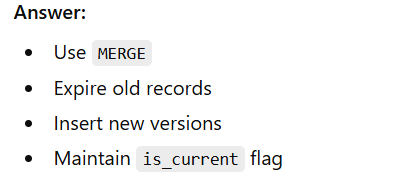 Answer:
• Use MERGE
• Expire old records
• Insert new versions
• Maintain is_current flag